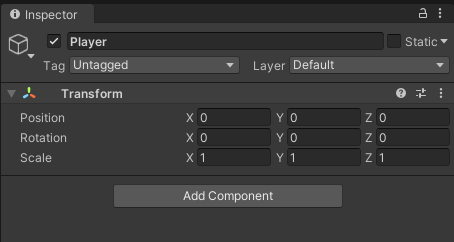 Inspector
Player Static
Tag Untagged Layer Default
Transform
Position X 0 Y 0 Z 0
Rotation X 0 Y 0 Z 0
Scale X 1 Y 1 Z 1
Add Component